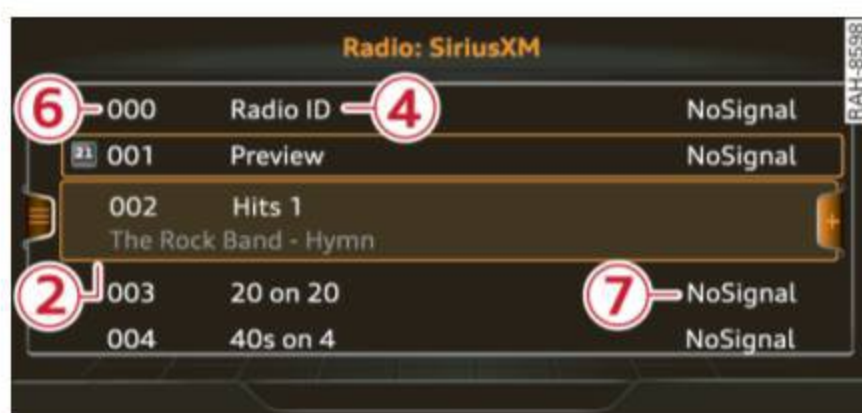 Radio: SiriusXM
RAH-8598
6 000 Radio ID 4 NoSignal
21 001 Preview NoSignal
002 Hits 1
The Rock Band - Hymn
2 003 20 on 20 7 NoSignal
004 40s on 4 NoSignal